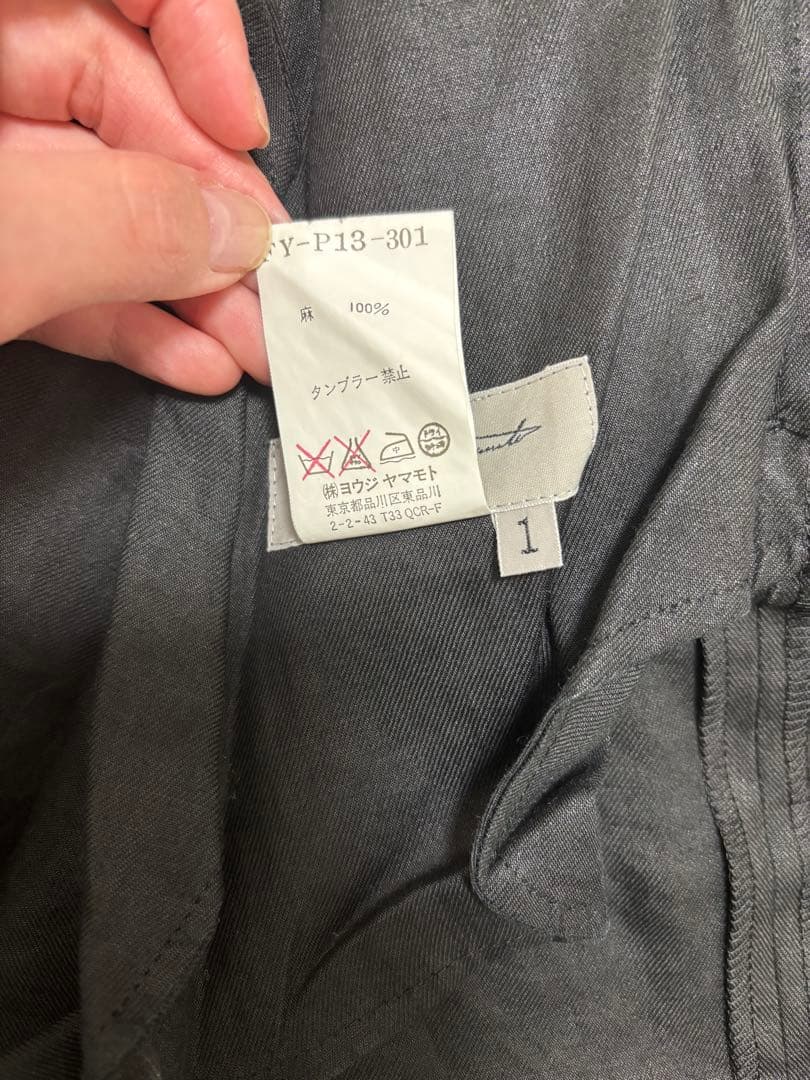 FY-P13-301
麻 100%
タンブラー禁止
中
ドライ
㈱ヨウジ ヤマモト
東京都品川区東品川
2-2-43 T33 QCR-F
1